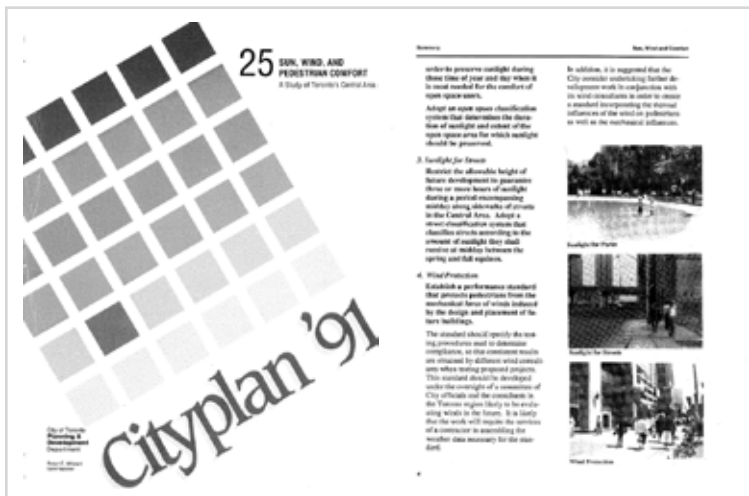 25
SUN, WIND, AND
PEDESTRIAN COMFORT
A Study of Toronto's Central Area
Cityplan '91
City of Toronto
Planning &
Development
Department
Summary
Sun, Wind and Comfort
order to preserve sunlight during
those time of year and day when it
is most needed for the comfort of
open space users.
Adopt an open space classification
system that determines the dura-
tion of sunlight and extent of the
open space area for which sunlight
should be preserved.
3. Sunlight for Streets
Restrict the allowable height of
future development to guarantee
three or more hours of sunlight
during a period encompassing
midday along sidewalks of streets
in the Central Area. Adopt a
street classification system that
classifies streets according to the
amount of sunlight they shall
receive at midday between the
spring and fall equinox.
4. Wind Protection
Establish a performance standard
that protects pedestrians from the
mechanical force of winds induced
by the design and placement of fu-
ture buildings.
The standard should specify the test-
ing procedures used to determine
compliance, so that consistent results
are obtained by different wind consult-
ants when testing proposed projects.
This standard should be developed
under the oversight of a committee of
City officials and the consultants in
the Toronto region likely to be evalu-
ating winds in the future. It is likely
that the work will require the services
of a contractor in assembling the
weather data necessary for the stan-
dard.
In addition, it is suggested that the
City consider undertaking further de-
velopment work in conjunction with
its wind consultants in order to create
a standard incorporating the thermal
influences of the wind on pedestrians
as well as the mechanical influences.
Sunlight for Parks
Sunlight for Streets
Wind Protection